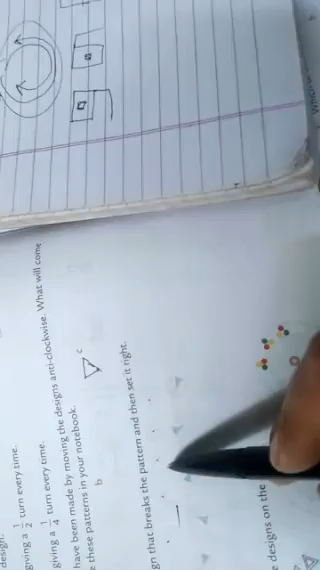 design.
giving a 1/2 turn every time.
giving a 1/4 turn every time.
have been made by moving the designs anti-clockwise. What will come
e these patterns in your notebook.
b
c
gn that breaks the pattern and then set it right.
e designs on the